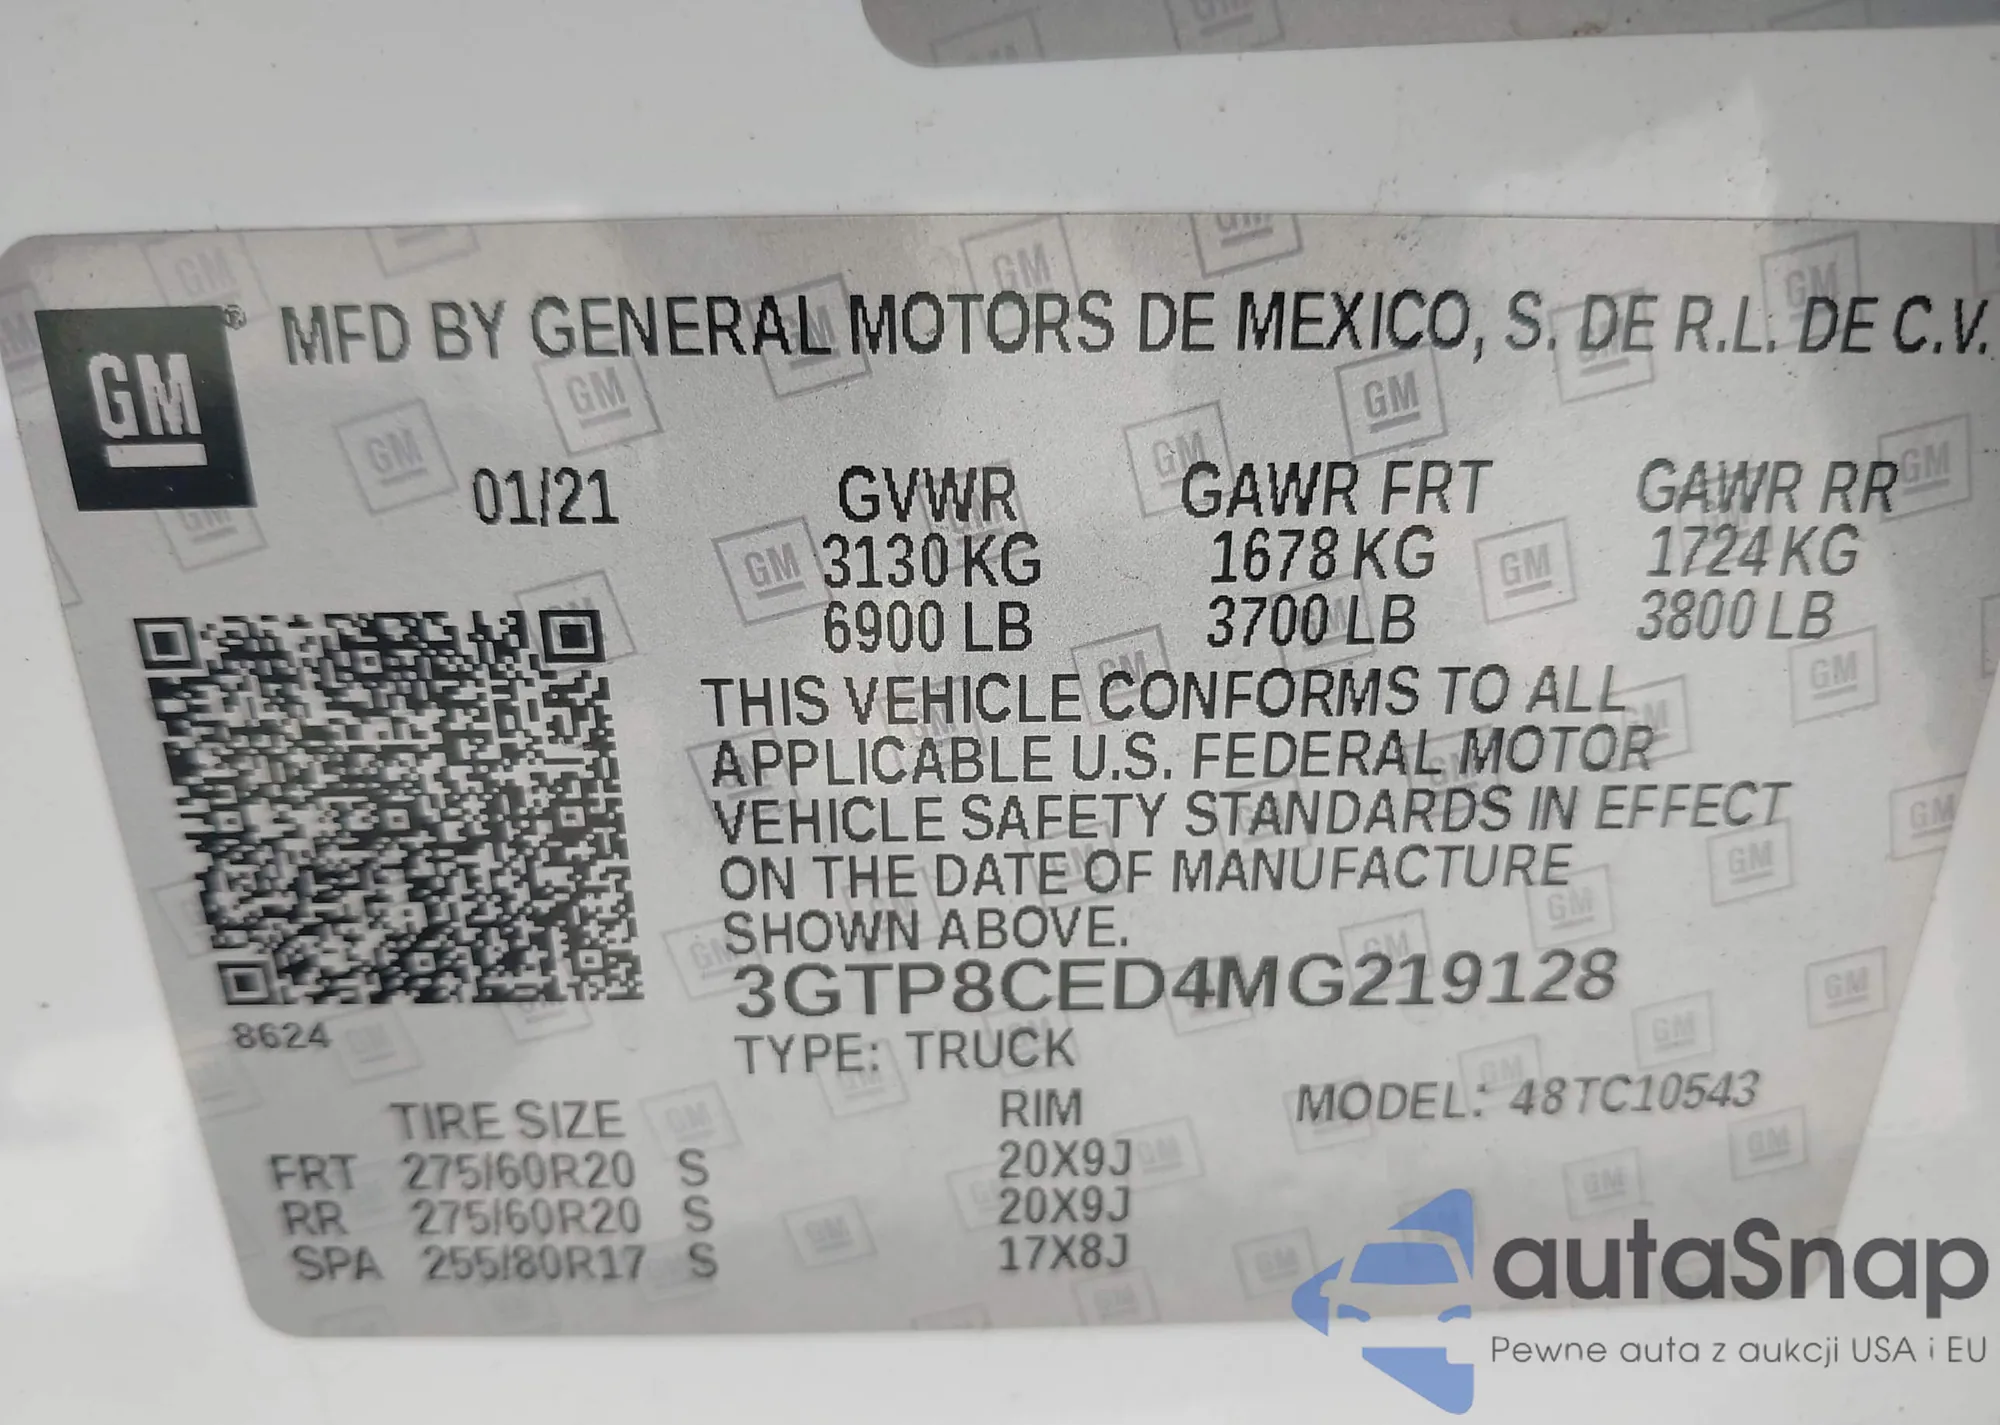 GM
MFD BY GENERAL MOTORS DE MEXICO, S. DE R.L. DE C.V.
01/21 GVWR GAWR FRT GAWR RR
3130 KG 1678 KG 1724 KG
6900 LB 3700 LB 3800 LB
THIS VEHICLE CONFORMS TO ALL
APPLICABLE U.S. FEDERAL MOTOR
VEHICLE SAFETY STANDARDS IN EFFECT
ON THE DATE OF MANUFACTURE
SHOWN ABOVE.
3GTP8CED4MG219128
8624
TYPE: TRUCK
TIRE SIZE RIM MODEL: 48TC10543
FRT 275/60R20 S 20X9J
RR 275/60R20 S 20X9J
SPA 255/80R17 S 17X8J
autaSnap
Pewne auta z aukcji USA i EU